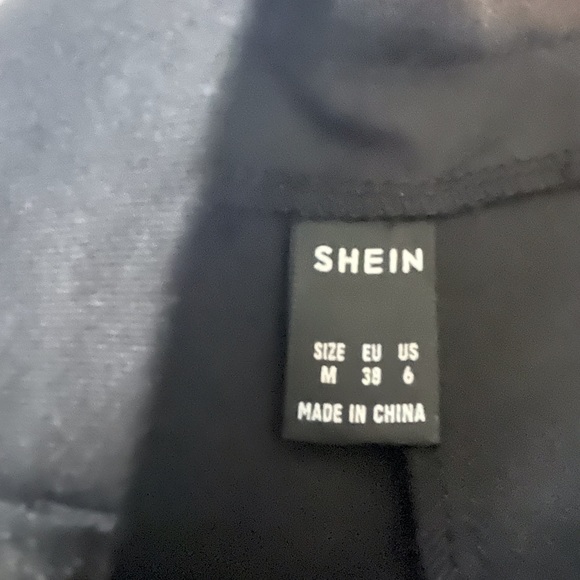 SHEIN
SIZE EU US
M 38 6
MADE IN CHINA